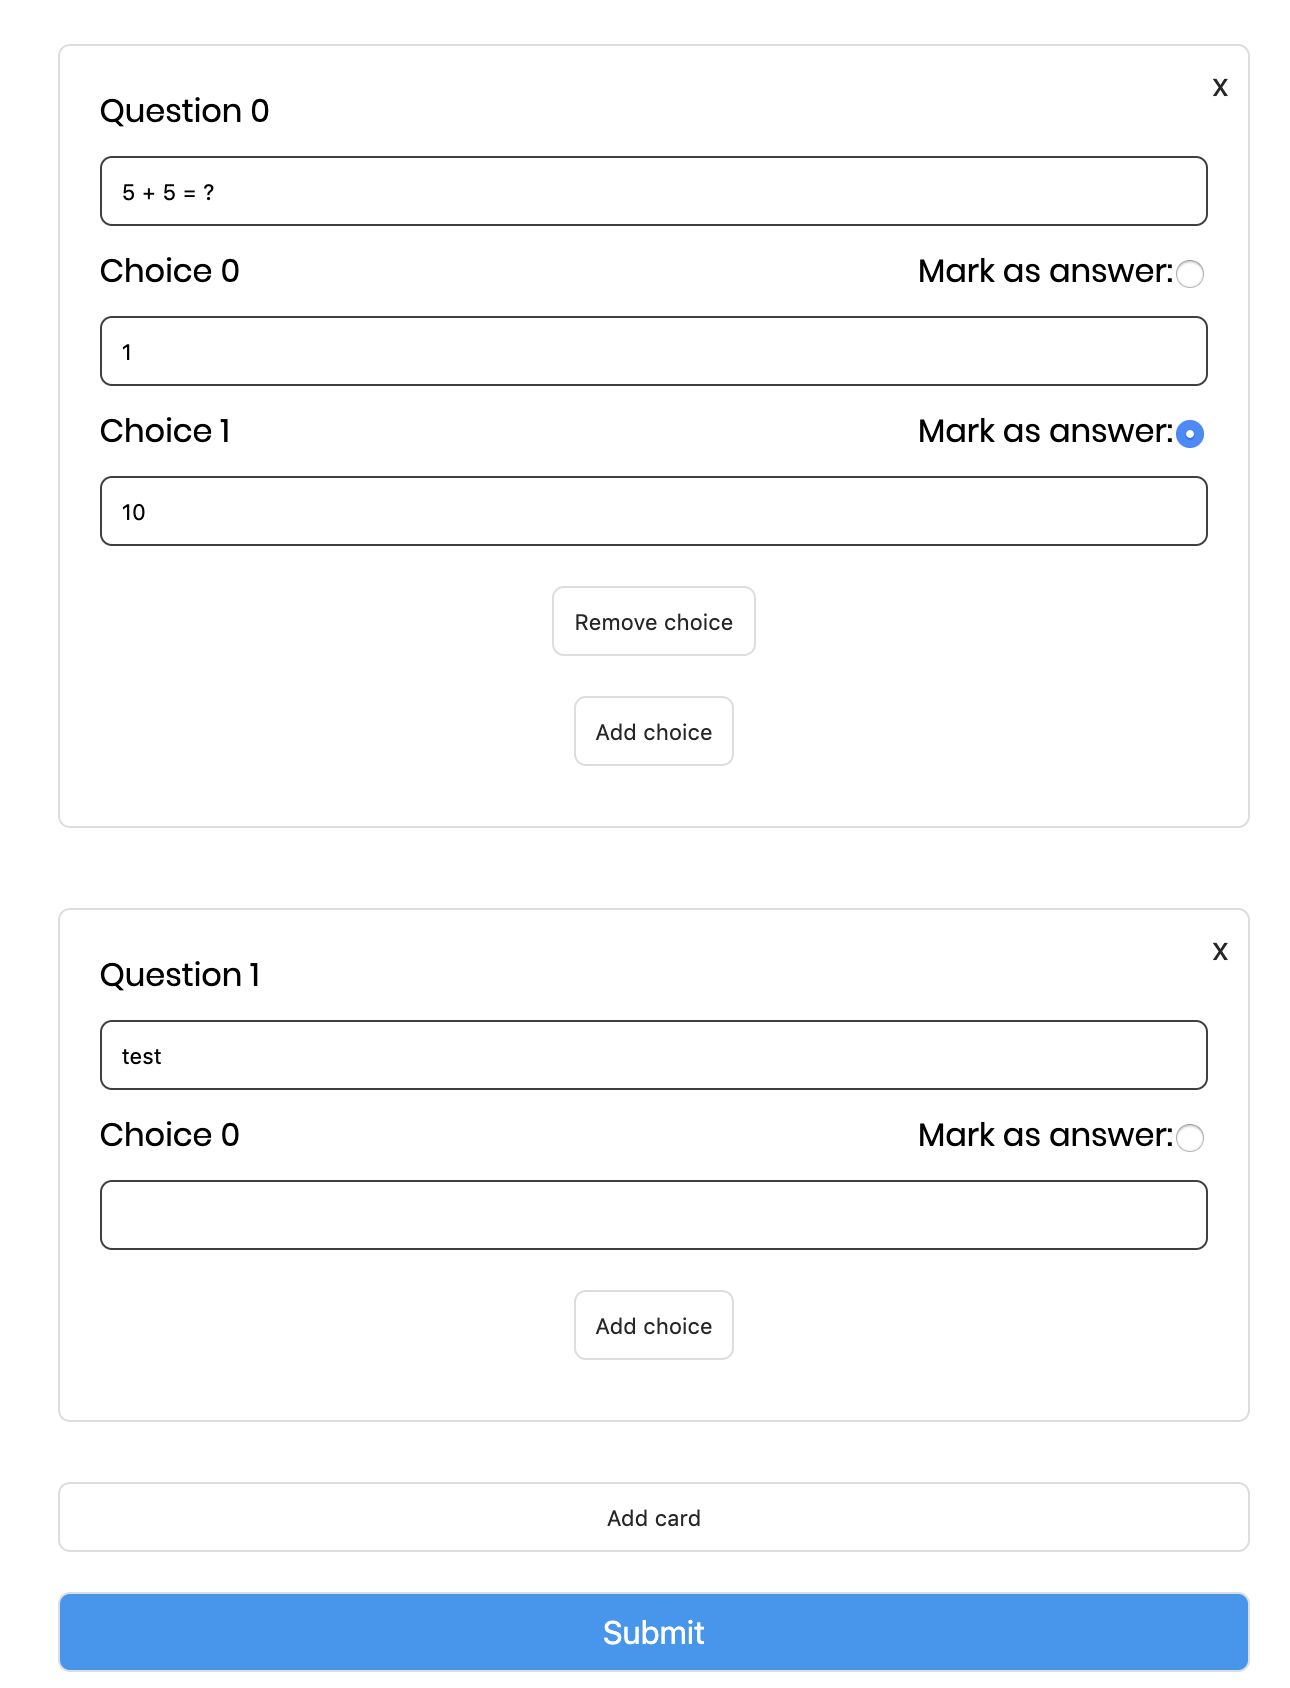 X
Question 0
5 + 5 = ?
Choice 0 Mark as answer:
1
Choice 1 Mark as answer:
10
Remove choice
Add choice
X
Question 1
test
Choice 0 Mark as answer:
Add choice
Add card
Submit